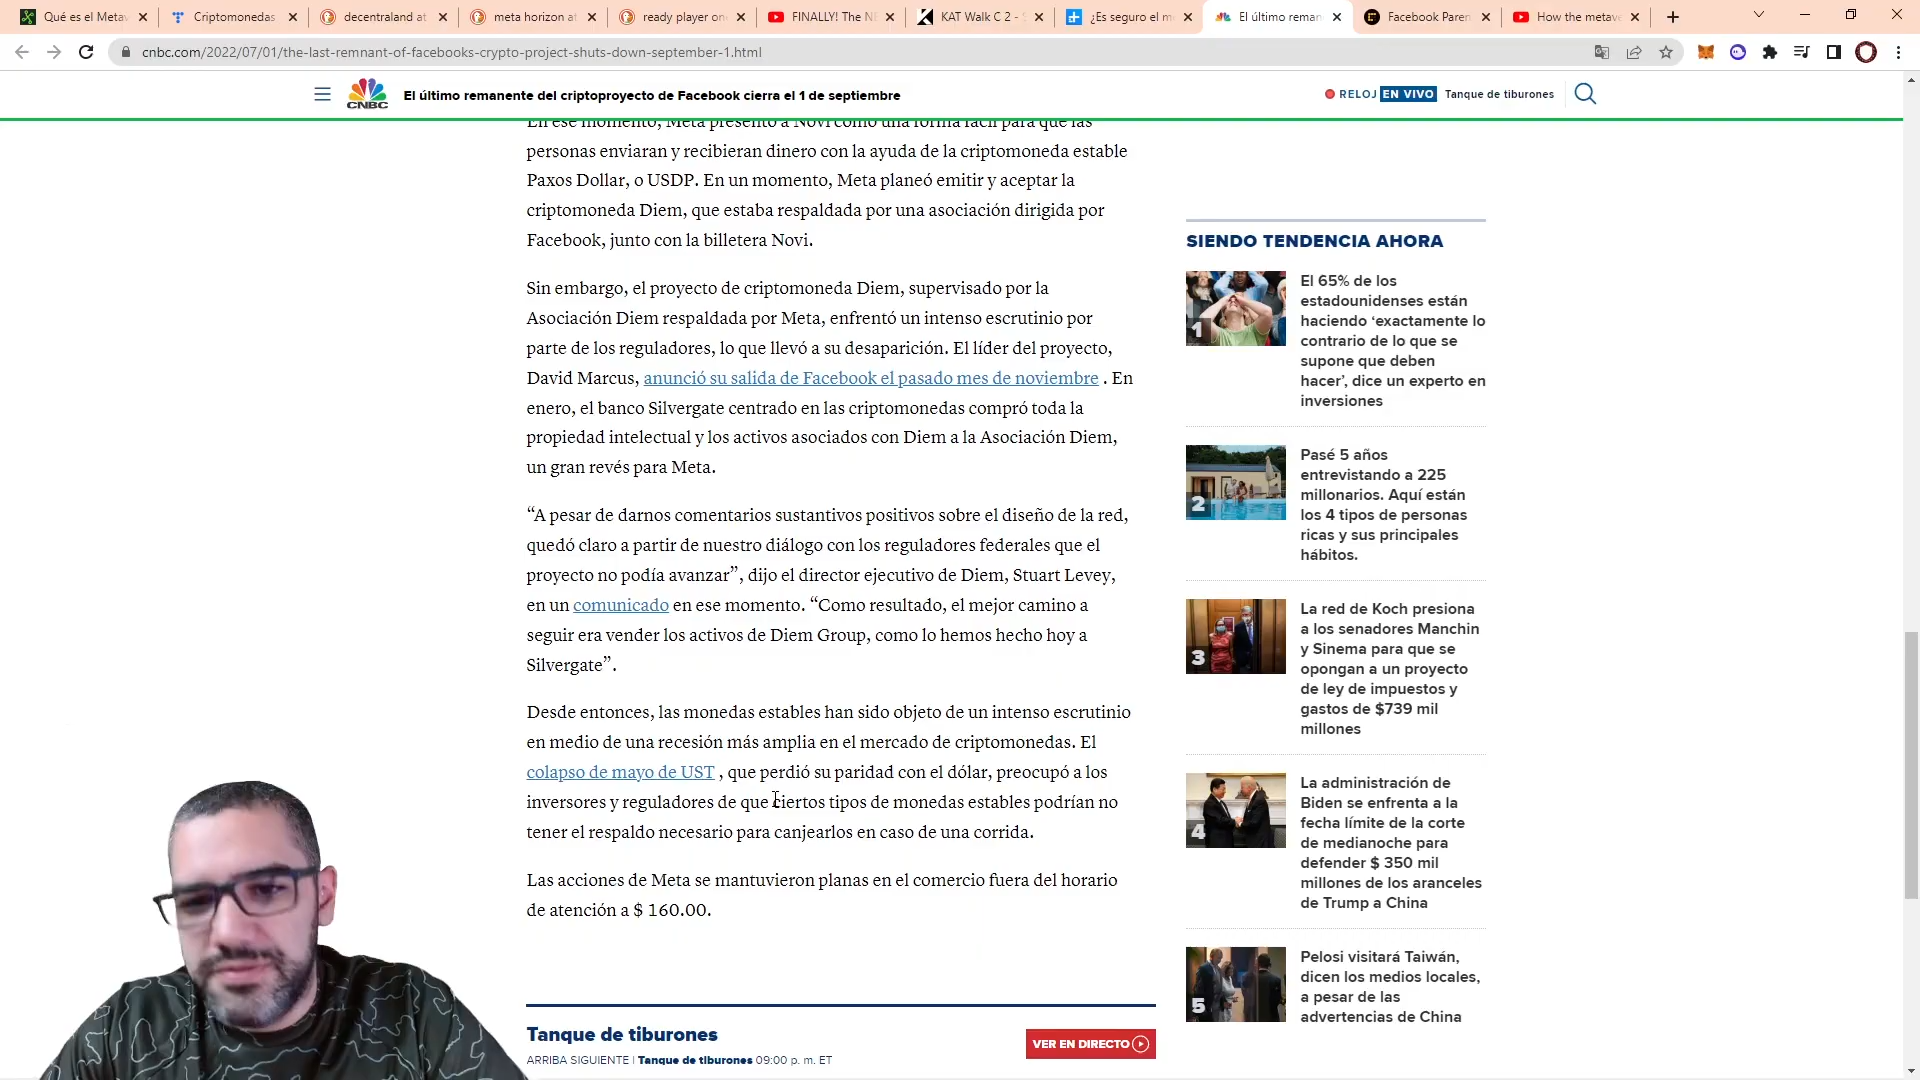 Qué es el Metav
Criptomonedas
decentraland at
meta horizon at
ready player on
FINALLY! The N
KAT Walk C 2 - S
¿Es seguro el m
El último reman
Facebook Paren
How the metave
cnbc.com/2022/07/01/the-last-remnant-of-facebooks-crypto-project-shuts-down-september-1.html
CNBC
El último remanente del criptoproyecto de Facebook cierra el 1 de septiembre
RELOJ EN VIVO Tanque de tiburones
En ese momento, Meta presentó a Novi como una forma fácil para que las
personas enviaran y recibieran dinero con la ayuda de la criptomoneda estable
Paxos Dollar, o USDP. En un momento, Meta planeó emitir y aceptar la
criptomoneda Diem, que estaba respaldada por una asociación dirigida por
Facebook, junto con la billetera Novi.
Sin embargo, el proyecto de criptomoneda Diem, supervisado por la
Asociación Diem respaldada por Meta, enfrentó un intenso escrutinio por
parte de los reguladores, lo que llevó a su desaparición. El líder del proyecto,
David Marcus, anunció su salida de Facebook el pasado mes de noviembre . En
enero, el banco Silvergate centrado en las criptomonedas compró toda la
propiedad intelectual y los activos asociados con Diem a la Asociación Diem,
un gran revés para Meta.
“A pesar de darnos comentarios sustantivos positivos sobre el diseño de la red,
quedó claro a partir de nuestro diálogo con los reguladores federales que el
proyecto no podía avanzar”, dijo el director ejecutivo de Diem, Stuart Levey,
en un comunicado en ese momento. “Como resultado, el mejor camino a
seguir era vender los activos de Diem Group, como lo hemos hecho hoy a
Silvergate”.
Desde entonces, las monedas estables han sido objeto de un intenso escrutinio
en medio de una recesión más amplia en el mercado de criptomonedas. El
colapso de mayo de UST , que perdió su paridad con el dólar, preocupó a los
inversores y reguladores de que ciertos tipos de monedas estables podrían no
tener el respaldo necesario para canjearlos en caso de una corrida.
Las acciones de Meta se mantuvieron planas en el comercio fuera del horario
de atención a $ 160.00.
Tanque de tiburones
ARRIBA SIGUIENTE | Tanque de tiburones 09:00 p. m. ET
VER EN DIRECTO
SIENDO TENDENCIA AHORA
1
El 65% de los
estadounidenses están
haciendo ‘exactamente lo
contrario de lo que se
supone que deben
hacer’, dice un experto en
inversiones
2
Pasé 5 años
entrevistando a 225
millonarios. Aquí están
los 4 tipos de personas
ricas y sus principales
hábitos.
3
La red de Koch presiona
a los senadores Manchin
y Sinema para que se
opongan a un proyecto
de ley de impuestos y
gastos de $739 mil
millones
4
La administración de
Biden se enfrenta a la
fecha límite de la corte
de medianoche para
defender $ 350 mil
millones de los aranceles
de Trump a China
5
Pelosi visitará Taiwán,
dicen los medios locales,
a pesar de las
advertencias de China